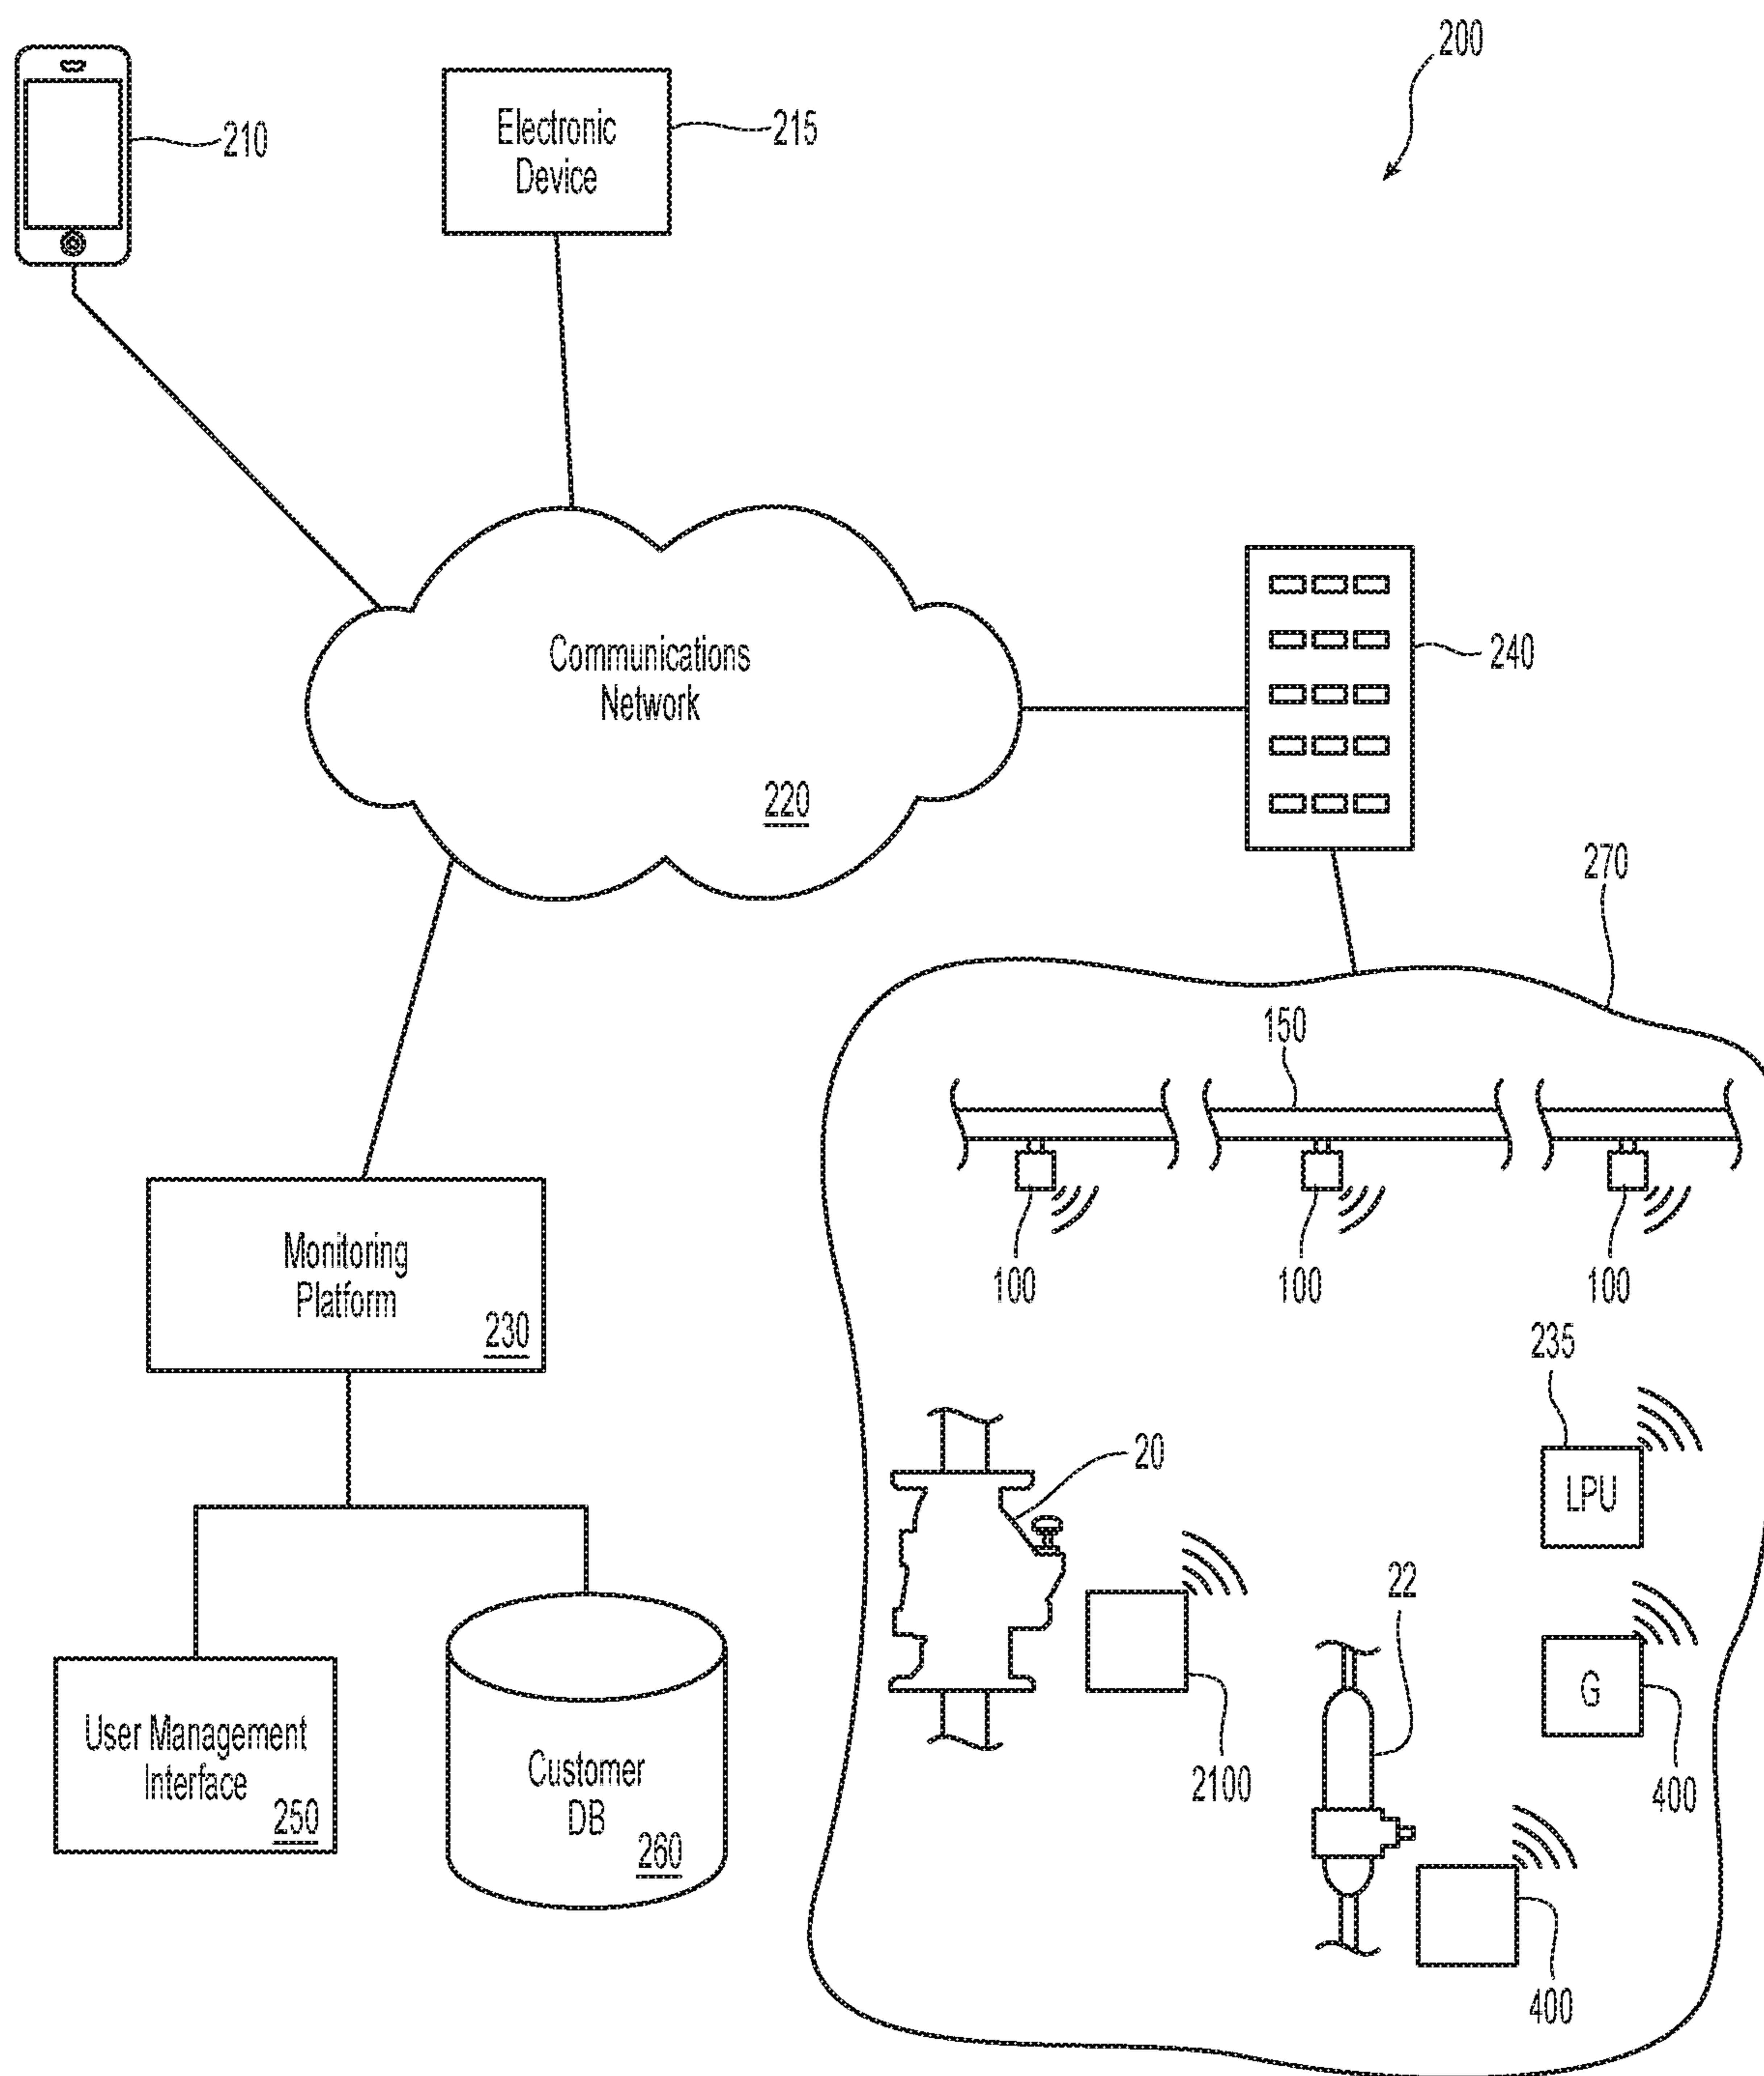 200
210
Electronic
Device
215
Communications
Network
220
240
270
150
100
100
100
Monitoring
Platform
230
235
LPU
20
22
G
400
2100
400
User Management
Interface
250
Customer
DB
260